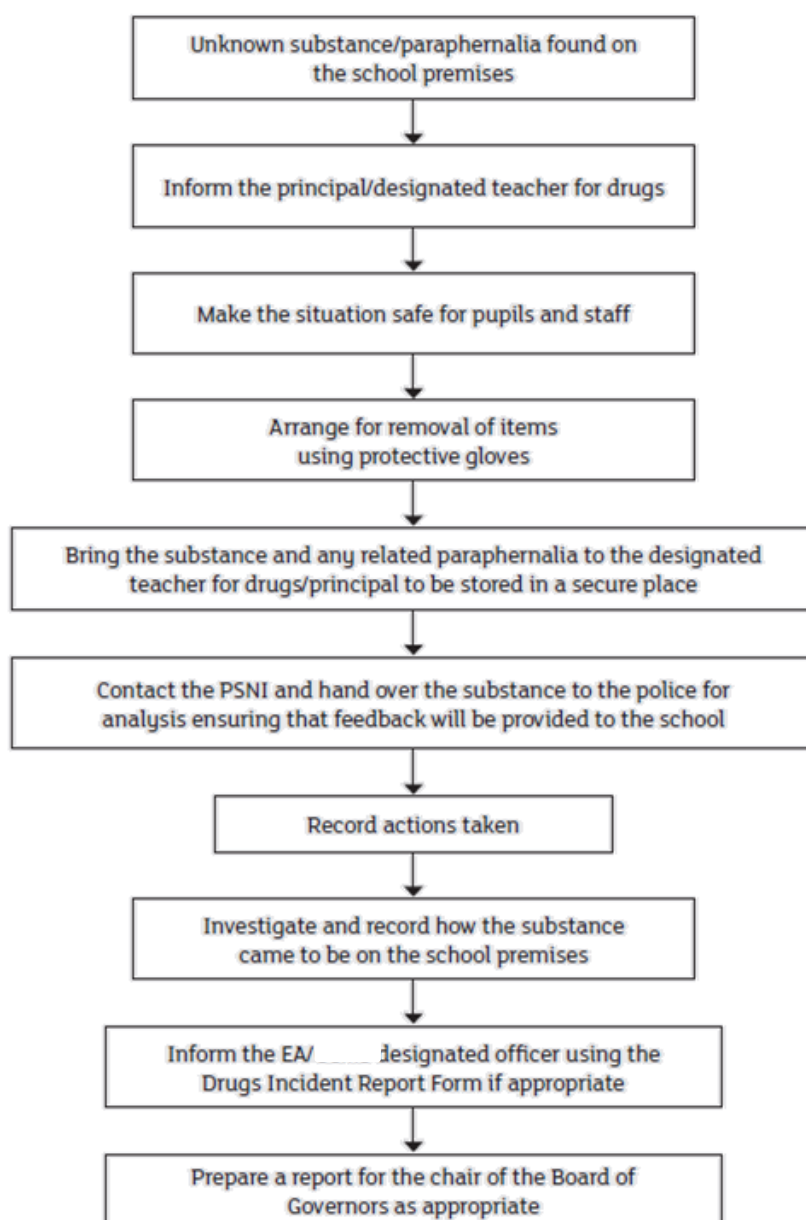 Unknown substance/paraphernalia found on
the school premises
Inform the principal/designated teacher for drugs
Make the situation safe for pupils and staff
Arrange for removal of items
using protective gloves
Bring the substance and any related paraphernalia to the designated
teacher for drugs/principal to be stored in a secure place
Contact the PSNI and hand over the substance to the police for
analysis ensuring that feedback will be provided to the school
Record actions taken
Investigate and record how the substance
came to be on the school premises
Inform the EA/ designated officer using the
Drugs Incident Report Form if appropriate
Prepare a report for the chair of the Board of
Governors as appropriate